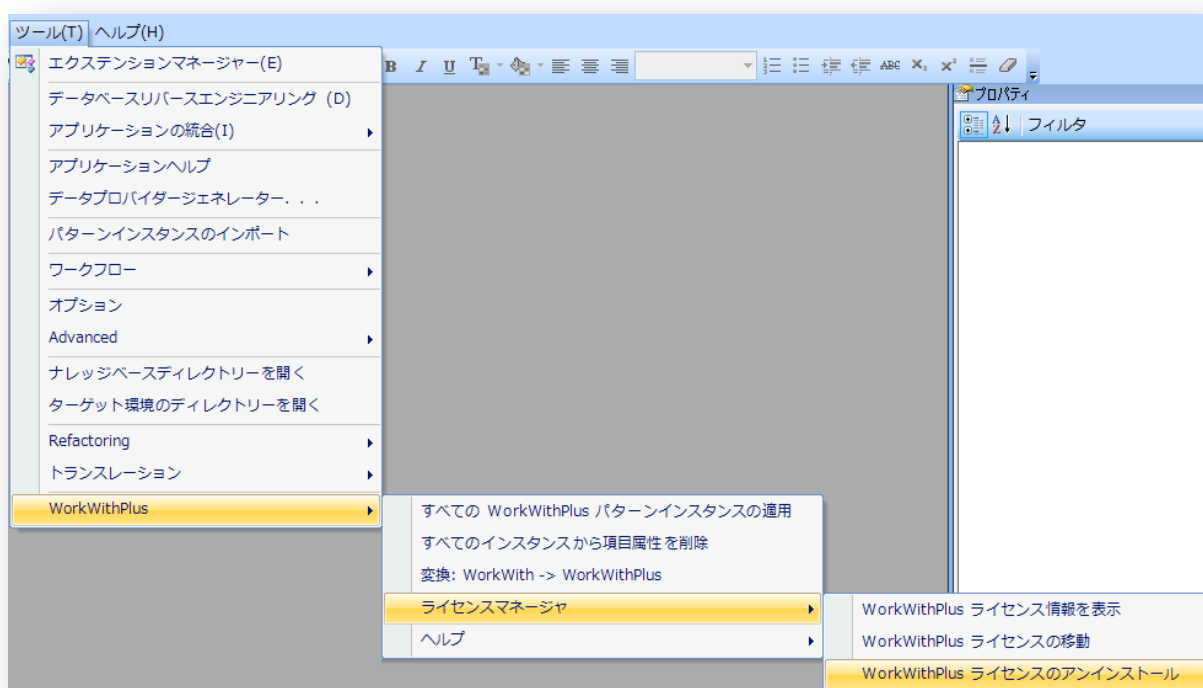 ツール(T) ヘルプ(H)
エクステンションマネージャー(E)
B I U T ABC X₂ x²
プロパティ
データベースリバースエンジニアリング (D)
アプリケーションの統合(I)
A Z フィルタ
アプリケーションヘルプ
データプロバイダージェネレーター. . .
パターンインスタンスのインポート
ワークフロー
オプション
Advanced
ナレッジベースディレクトリーを開く
ターゲット環境のディレクトリーを開く
Refactoring
トランスレーション
WorkWithPlus
すべての WorkWithPlus パターンインスタンスの適用
すべてのインスタンスから項目属性を削除
変換: WorkWith -> WorkWithPlus
ライセンスマネージャ
ヘルプ
WorkWithPlus ライセンス情報を表示
WorkWithPlus ライセンスの移動
WorkWithPlus ライセンスのアンインストール